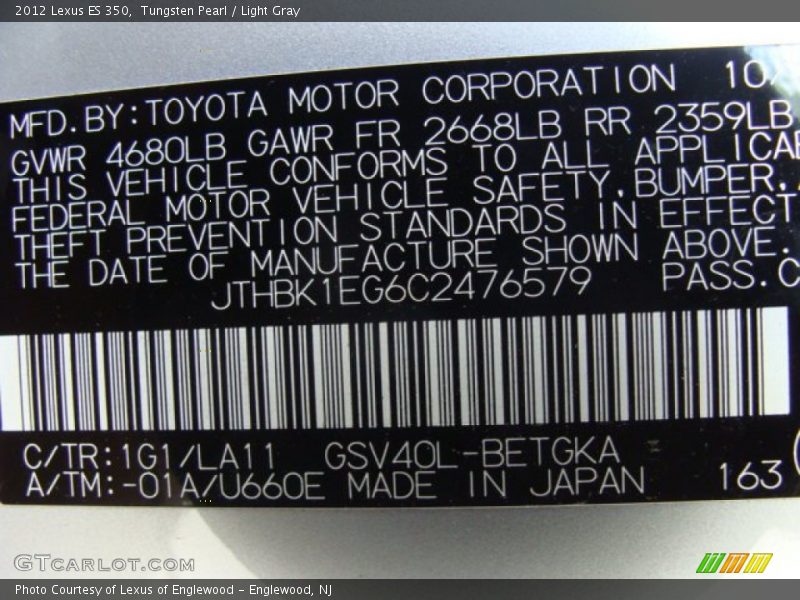 2012 Lexus ES 350,  Tungsten Pearl / Light Gray
MFD.BY:TOYOTA MOTOR CORPORATION 10/
GVWR 4680LB GAWR FR 2668LB RR 2359LB
THIS VEHICLE CONFORMS TO ALL
FEDERAL MOTOR VEHICLE SAFETY,BUMPER,
THEFT PREVENTION STANDARDS IN EFFECT
THE DATE OF MANUFACTURE SHOWN ABOVE.
JTHBK1EG6C2476579 PASS.C
C/TR:1G1/LA11 GSV40L-BETGKA
A/TM:-01A/U660E MADE IN JAPAN 163
GTCARLOT.COM
Photo Courtesy of Lexus of Englewood - Englewood, NJ